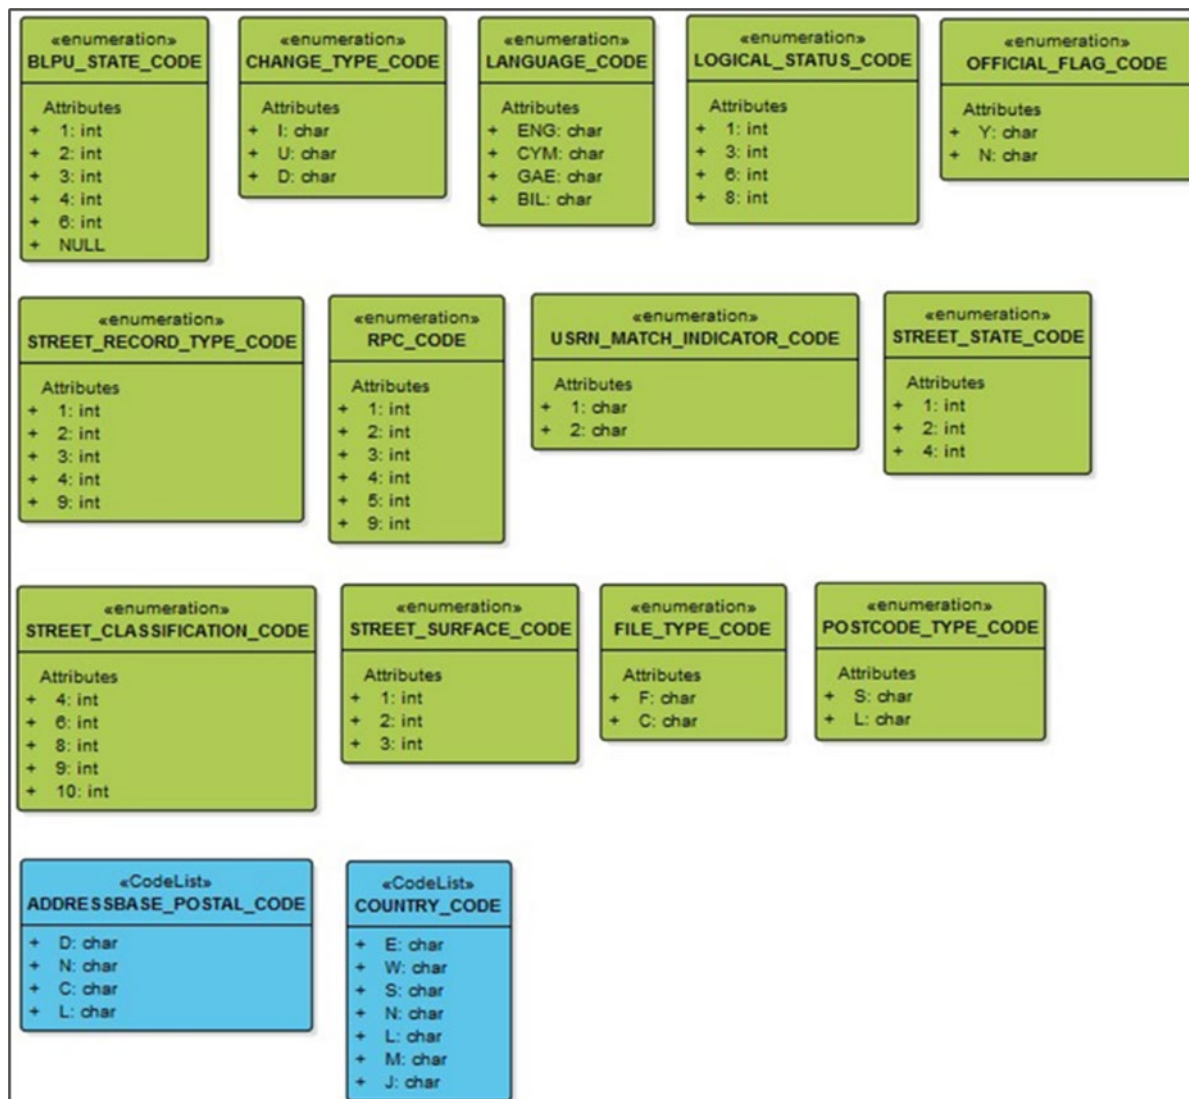 «enumeration»
BLPU_STATE_CODE
Attributes
+ 1: int
+ 2: int
+ 3: int
+ 4: int
+ 6: int
+ NULL
«enumeration»
CHANGE_TYPE_CODE
Attributes
+ I: char
+ U: char
+ D: char
«enumeration»
LANGUAGE_CODE
Attributes
+ ENG: char
+ CYM: char
+ GAE: char
+ BIL: char
«enumeration»
LOGICAL_STATUS_CODE
Attributes
+ 1: int
+ 3: int
+ 6: int
+ 8: int
«enumeration»
OFFICIAL_FLAG_CODE
Attributes
+ Y: char
+ N: char
«enumeration»
STREET_RECORD_TYPE_CODE
Attributes
+ 1: int
+ 2: int
+ 3: int
+ 4: int
+ 9: int
«enumeration»
RPC_CODE
Attributes
+ 1: int
+ 2: int
+ 3: int
+ 4: int
+ 5: int
+ 9: int
«enumeration»
USRN_MATCH_INDICATOR_CODE
Attributes
+ 1: char
+ 2: char
«enumeration»
STREET_STATE_CODE
Attributes
+ 1: int
+ 2: int
+ 4: int
«enumeration»
STREET_CLASSIFICATION_CODE
Attributes
+ 4: int
+ 6: int
+ 8: int
+ 9: int
+ 10: int
«enumeration»
STREET_SURFACE_CODE
Attributes
+ 1: int
+ 2: int
+ 3: int
«enumeration»
FILE_TYPE_CODE
Attributes
+ F: char
+ C: char
«enumeration»
POSTCODE_TYPE_CODE
Attributes
+ S: char
+ L: char
«CodeList»
ADDRESSBASE_POSTAL_CODE
+ D: char
+ N: char
+ C: char
+ L: char
«CodeList»
COUNTRY_CODE
+ E: char
+ W: char
+ S: char
+ N: char
+ L: char
+ M: char
+ J: char